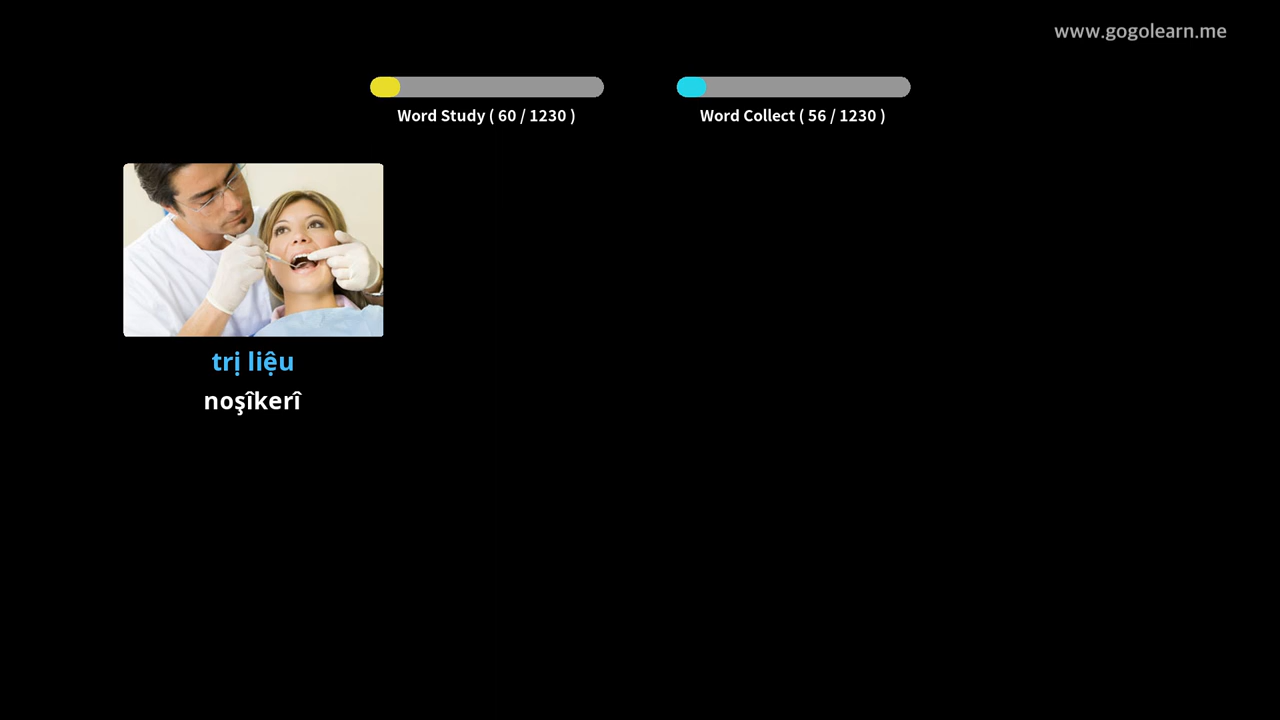 www.gogolearn.me
Word Study ( 60 / 1230 )
Word Collect ( 56 / 1230 )
trị liệu
noşîkerî